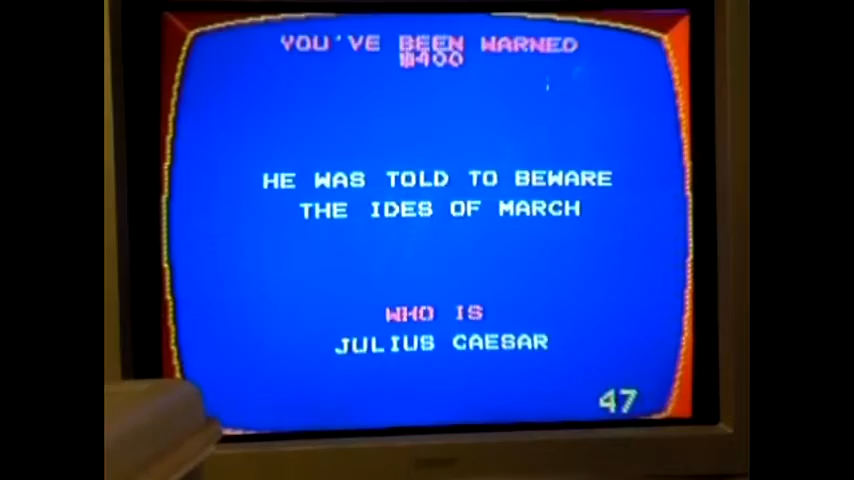 YOU'VE BEEN WARNED
$400
HE WAS TOLD TO BEWARE
THE IDES OF MARCH
WHO IS
JULIUS CAESAR
47